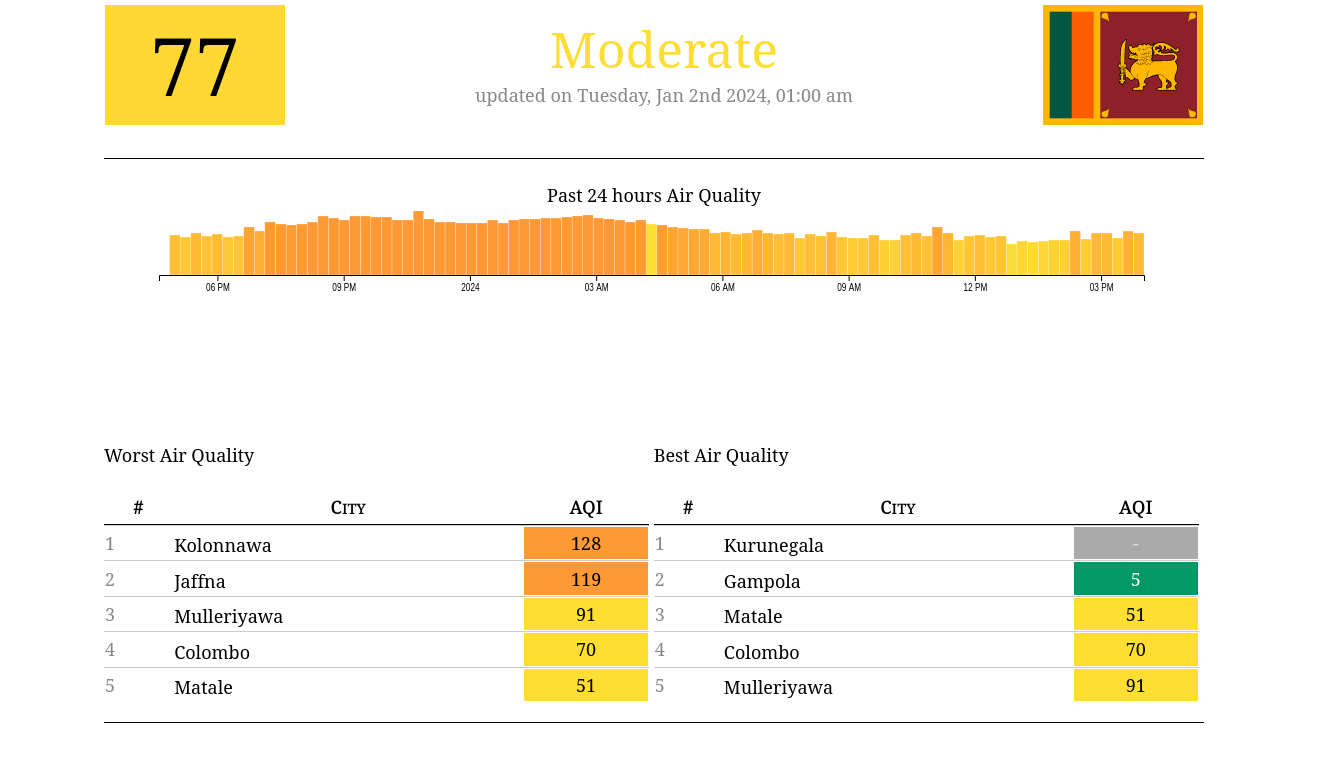 77
Moderate
updated on Tuesday, Jan 2nd 2024, 01:00 am
Past 24 hours Air Quality
06 PM 09 PM 2024 03 AM 06 AM 09 AM 12 PM 03 PM
Worst Air Quality
# City AQI
1 Kolonnawa 128
2 Jaffna 119
3 Mulleriyawa 91
4 Colombo 70
5 Matale 51
Best Air Quality
# City AQI
1 Kurunegala -
2 Gampola 5
3 Matale 51
4 Colombo 70
5 Mulleriyawa 91